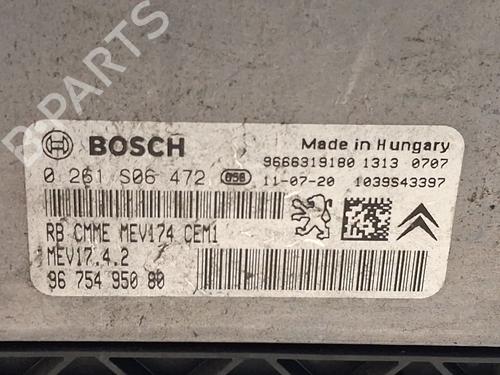 B PARTS
BOSCH
Made in Hungary
9666319180 1313 0707
0 261 S06 472 056 11-07-20 1039S43397
RB CMME MEV174 CEM1
MEV17.4.2
96 754 950 80